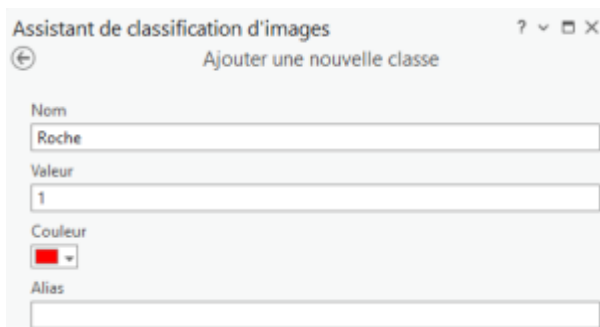 Assistant de classification d'images
Ajouter une nouvelle classe
Nom
Roche
Valeur
1
Couleur
Alias